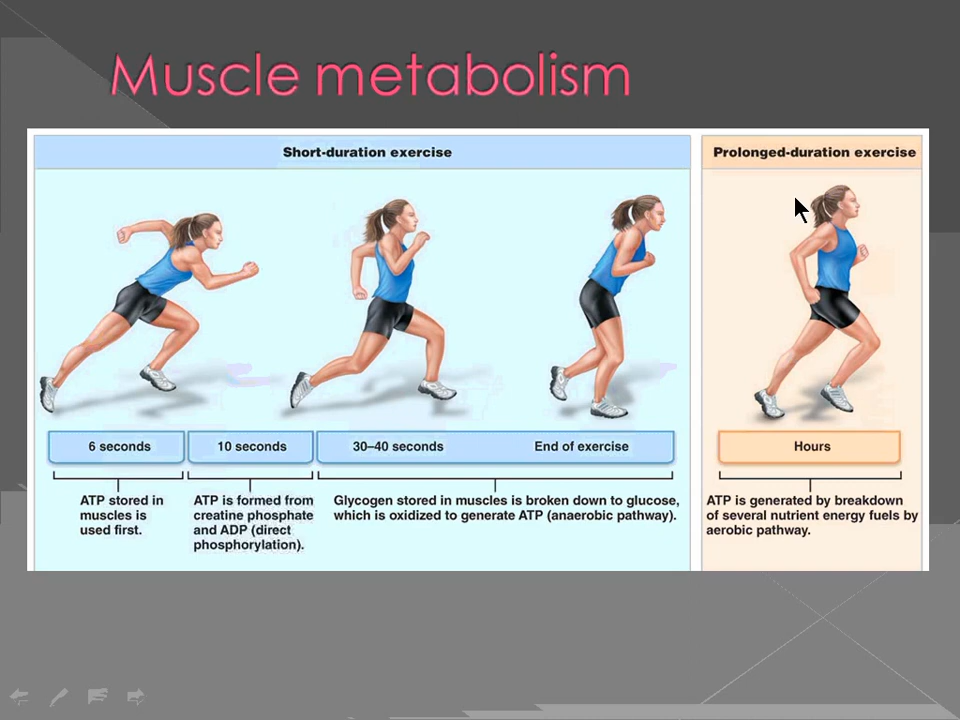 Muscle metabolism
Short-duration exercise
Prolonged-duration exercise
6 seconds
10 seconds
30–40 seconds
End of exercise
Hours
ATP stored in
muscles is
used first.
ATP is formed from
creatine phosphate
and ADP (direct
phosphorylation).
Glycogen stored in muscles is broken down to glucose,
which is oxidized to generate ATP (anaerobic pathway).
ATP is generated by breakdown
of several nutrient energy fuels by
aerobic pathway.